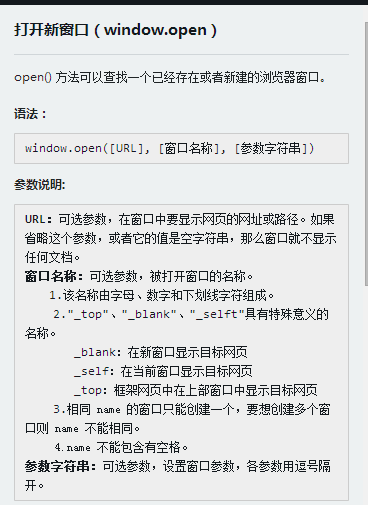 打开新窗口（window.open）
open() 方法可以查找一个已经存在或者新建的浏览器窗口。
语法：
window.open([URL], [窗口名称], [参数字符串])
参数说明:
URL：可选参数，在窗口中要显示网页的网址或路径。如果
省略这个参数，或者它的值是空字符串，那么窗口就不显示
任何文档。
窗口名称：可选参数，被打开窗口的名称。
1.该名称由字母、数字和下划线字符组成。
2."_top"、"_blank"、"_selft"具有特殊意义的
名称。
_blank：在新窗口显示目标网页
_self：在当前窗口显示目标网页
_top：框架网页中在上部窗口中显示目标网页
3.相同 name 的窗口只能创建一个，要想创建多个窗
口则 name 不能相同。
4.name 不能包含有空格。
参数字符串：可选参数，设置窗口参数，各参数用逗号隔
开。